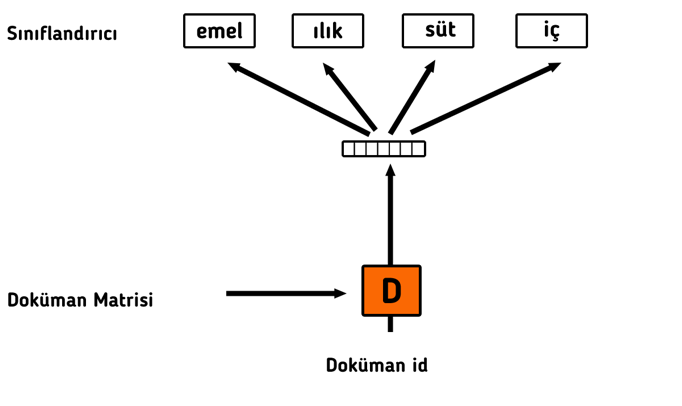 Sınıflandırıcı
emel
ılık
süt
iç
D
Doküman Matrisi
Doküman id